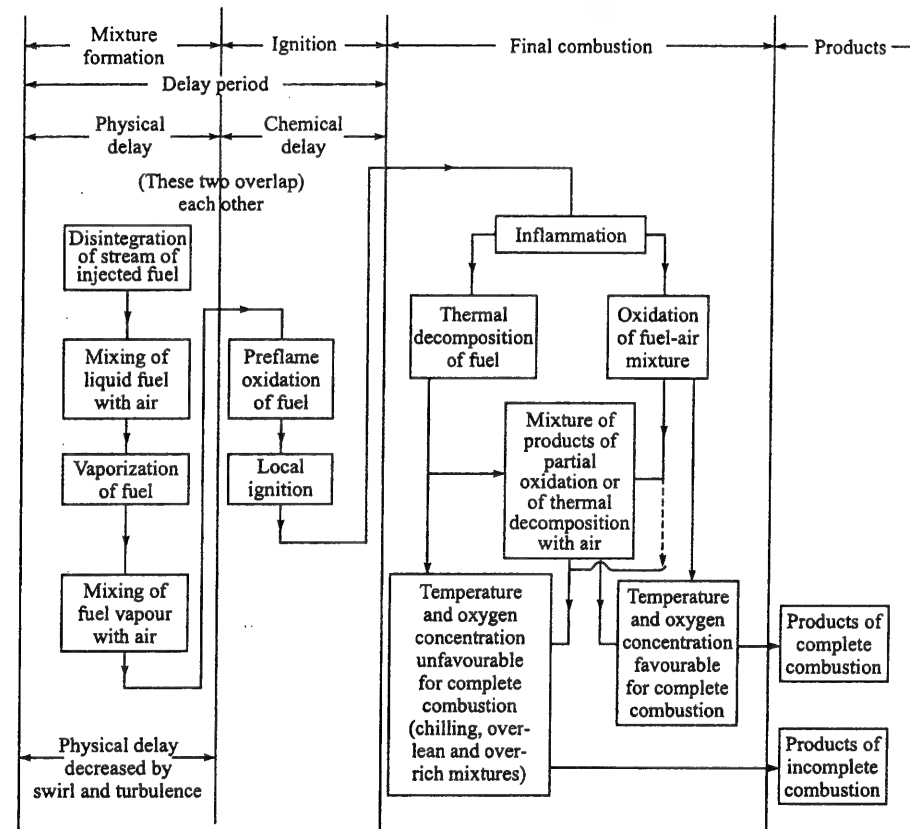 Mixture
formation
Ignition
Final combustion
Products
Delay period
Physical
delay
Chemical
delay
(These two overlap)
each other
Disintegration
of stream of
injected fuel
Mixing of
liquid fuel
with air
Vaporization
of fuel
Mixing of
fuel vapour
with air
Physical delay
decreased by
swirl and turbulence
Preflame
oxidation
of fuel
Local
ignition
Inflammation
Thermal
decomposition
of fuel
Oxidation
of fuel-air
mixture
Mixture of
products of
partial
oxidation or
of thermal
decomposition
with air
Temperature
and oxygen
concentration
unfavourable
for complete
combustion
(chilling, over-
lean and over-
rich mixtures)
Temperature
and oxygen
concentration
favourable
for complete
combustion
Products of
complete
combustion
Products of
incomplete
combustion